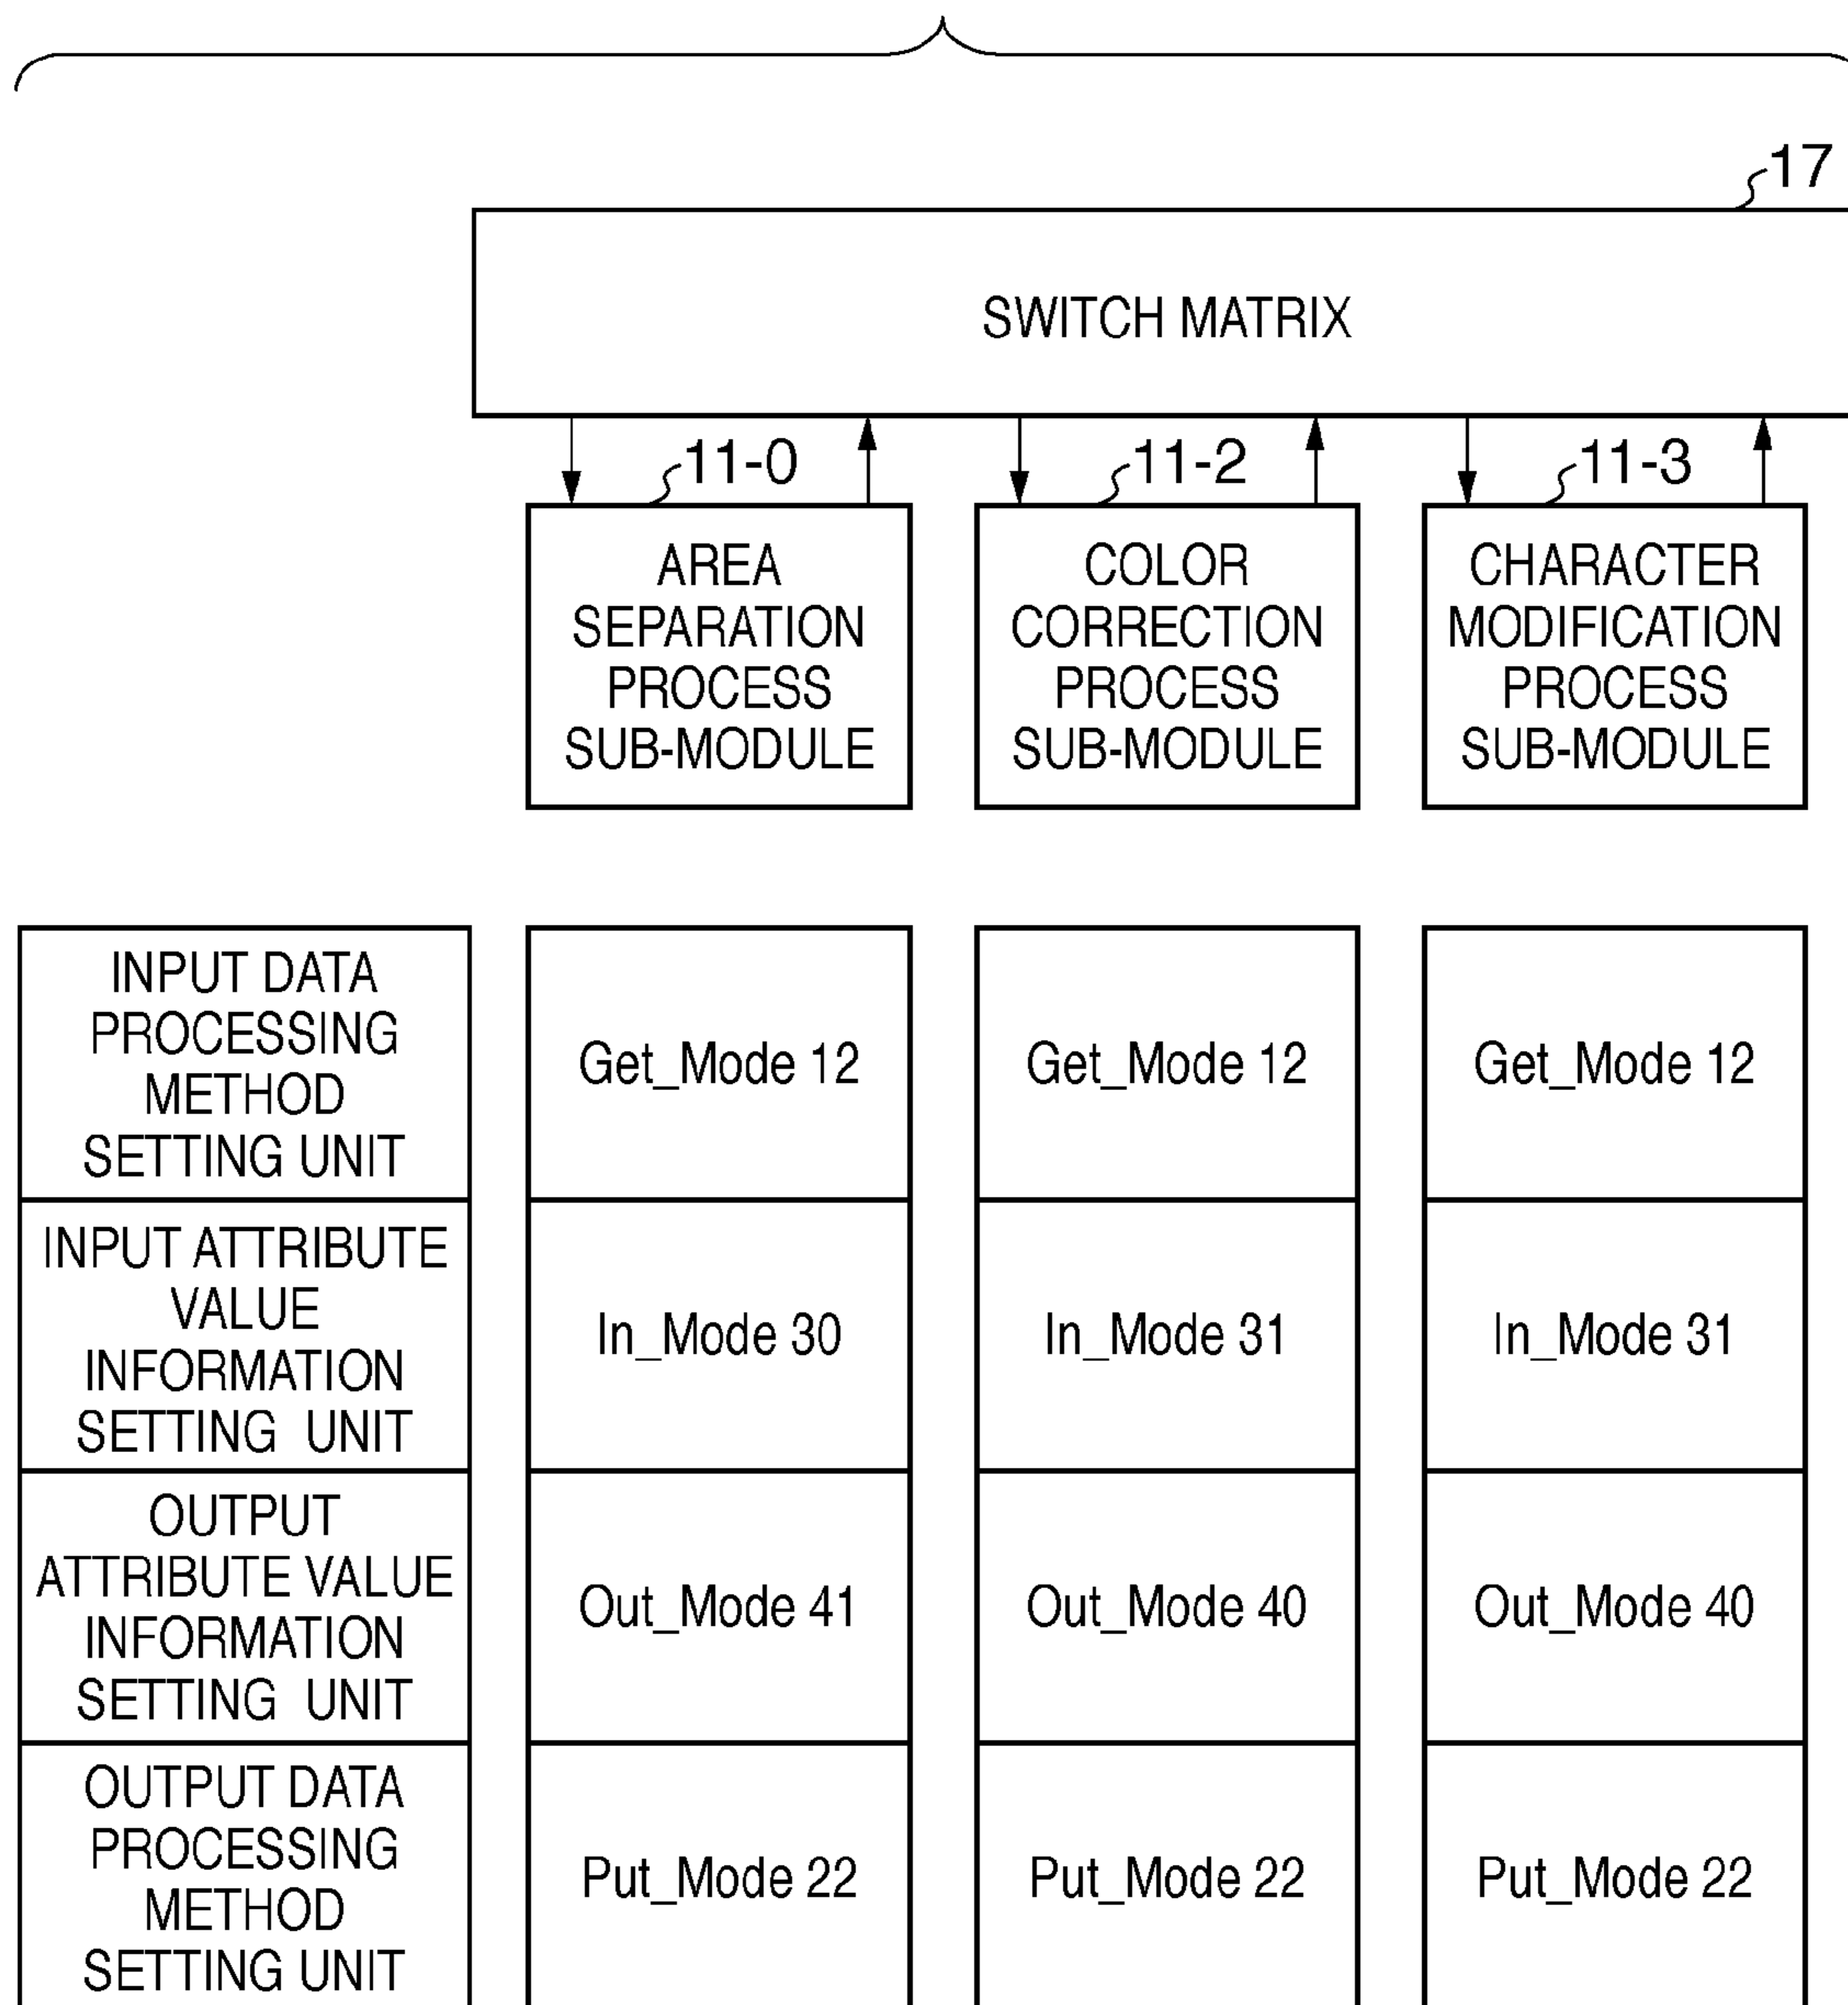 17
SWITCH MATRIX
11-0
11-2
11-3
AREA
SEPARATION
PROCESS
SUB-MODULE
COLOR
CORRECTION
PROCESS
SUB-MODULE
CHARACTER
MODIFICATION
PROCESS
SUB-MODULE
INPUT DATA
PROCESSING
METHOD
SETTING UNIT
Get_Mode 12
Get_Mode 12
Get_Mode 12
INPUT ATTRIBUTE
VALUE
INFORMATION
SETTING UNIT
In_Mode 30
In_Mode 31
In_Mode 31
OUTPUT
ATTRIBUTE VALUE
INFORMATION
SETTING UNIT
Out_Mode 41
Out_Mode 40
Out_Mode 40
OUTPUT DATA
PROCESSING
METHOD
SETTING UNIT
Put_Mode 22
Put_Mode 22
Put_Mode 22